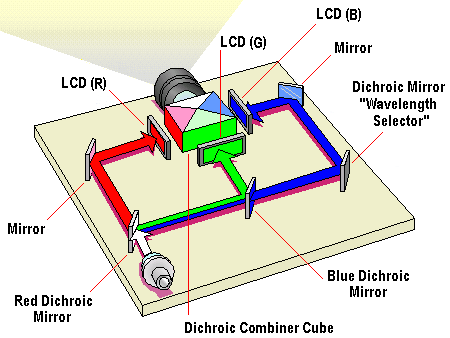 LCD (B)
LCD (G)
Mirror
LCD (R)
Dichroic Mirror
"Wavelength
Selector"
Mirror
Blue Dichroic
Mirror
Red Dichroic
Mirror
Dichroic Combiner Cube